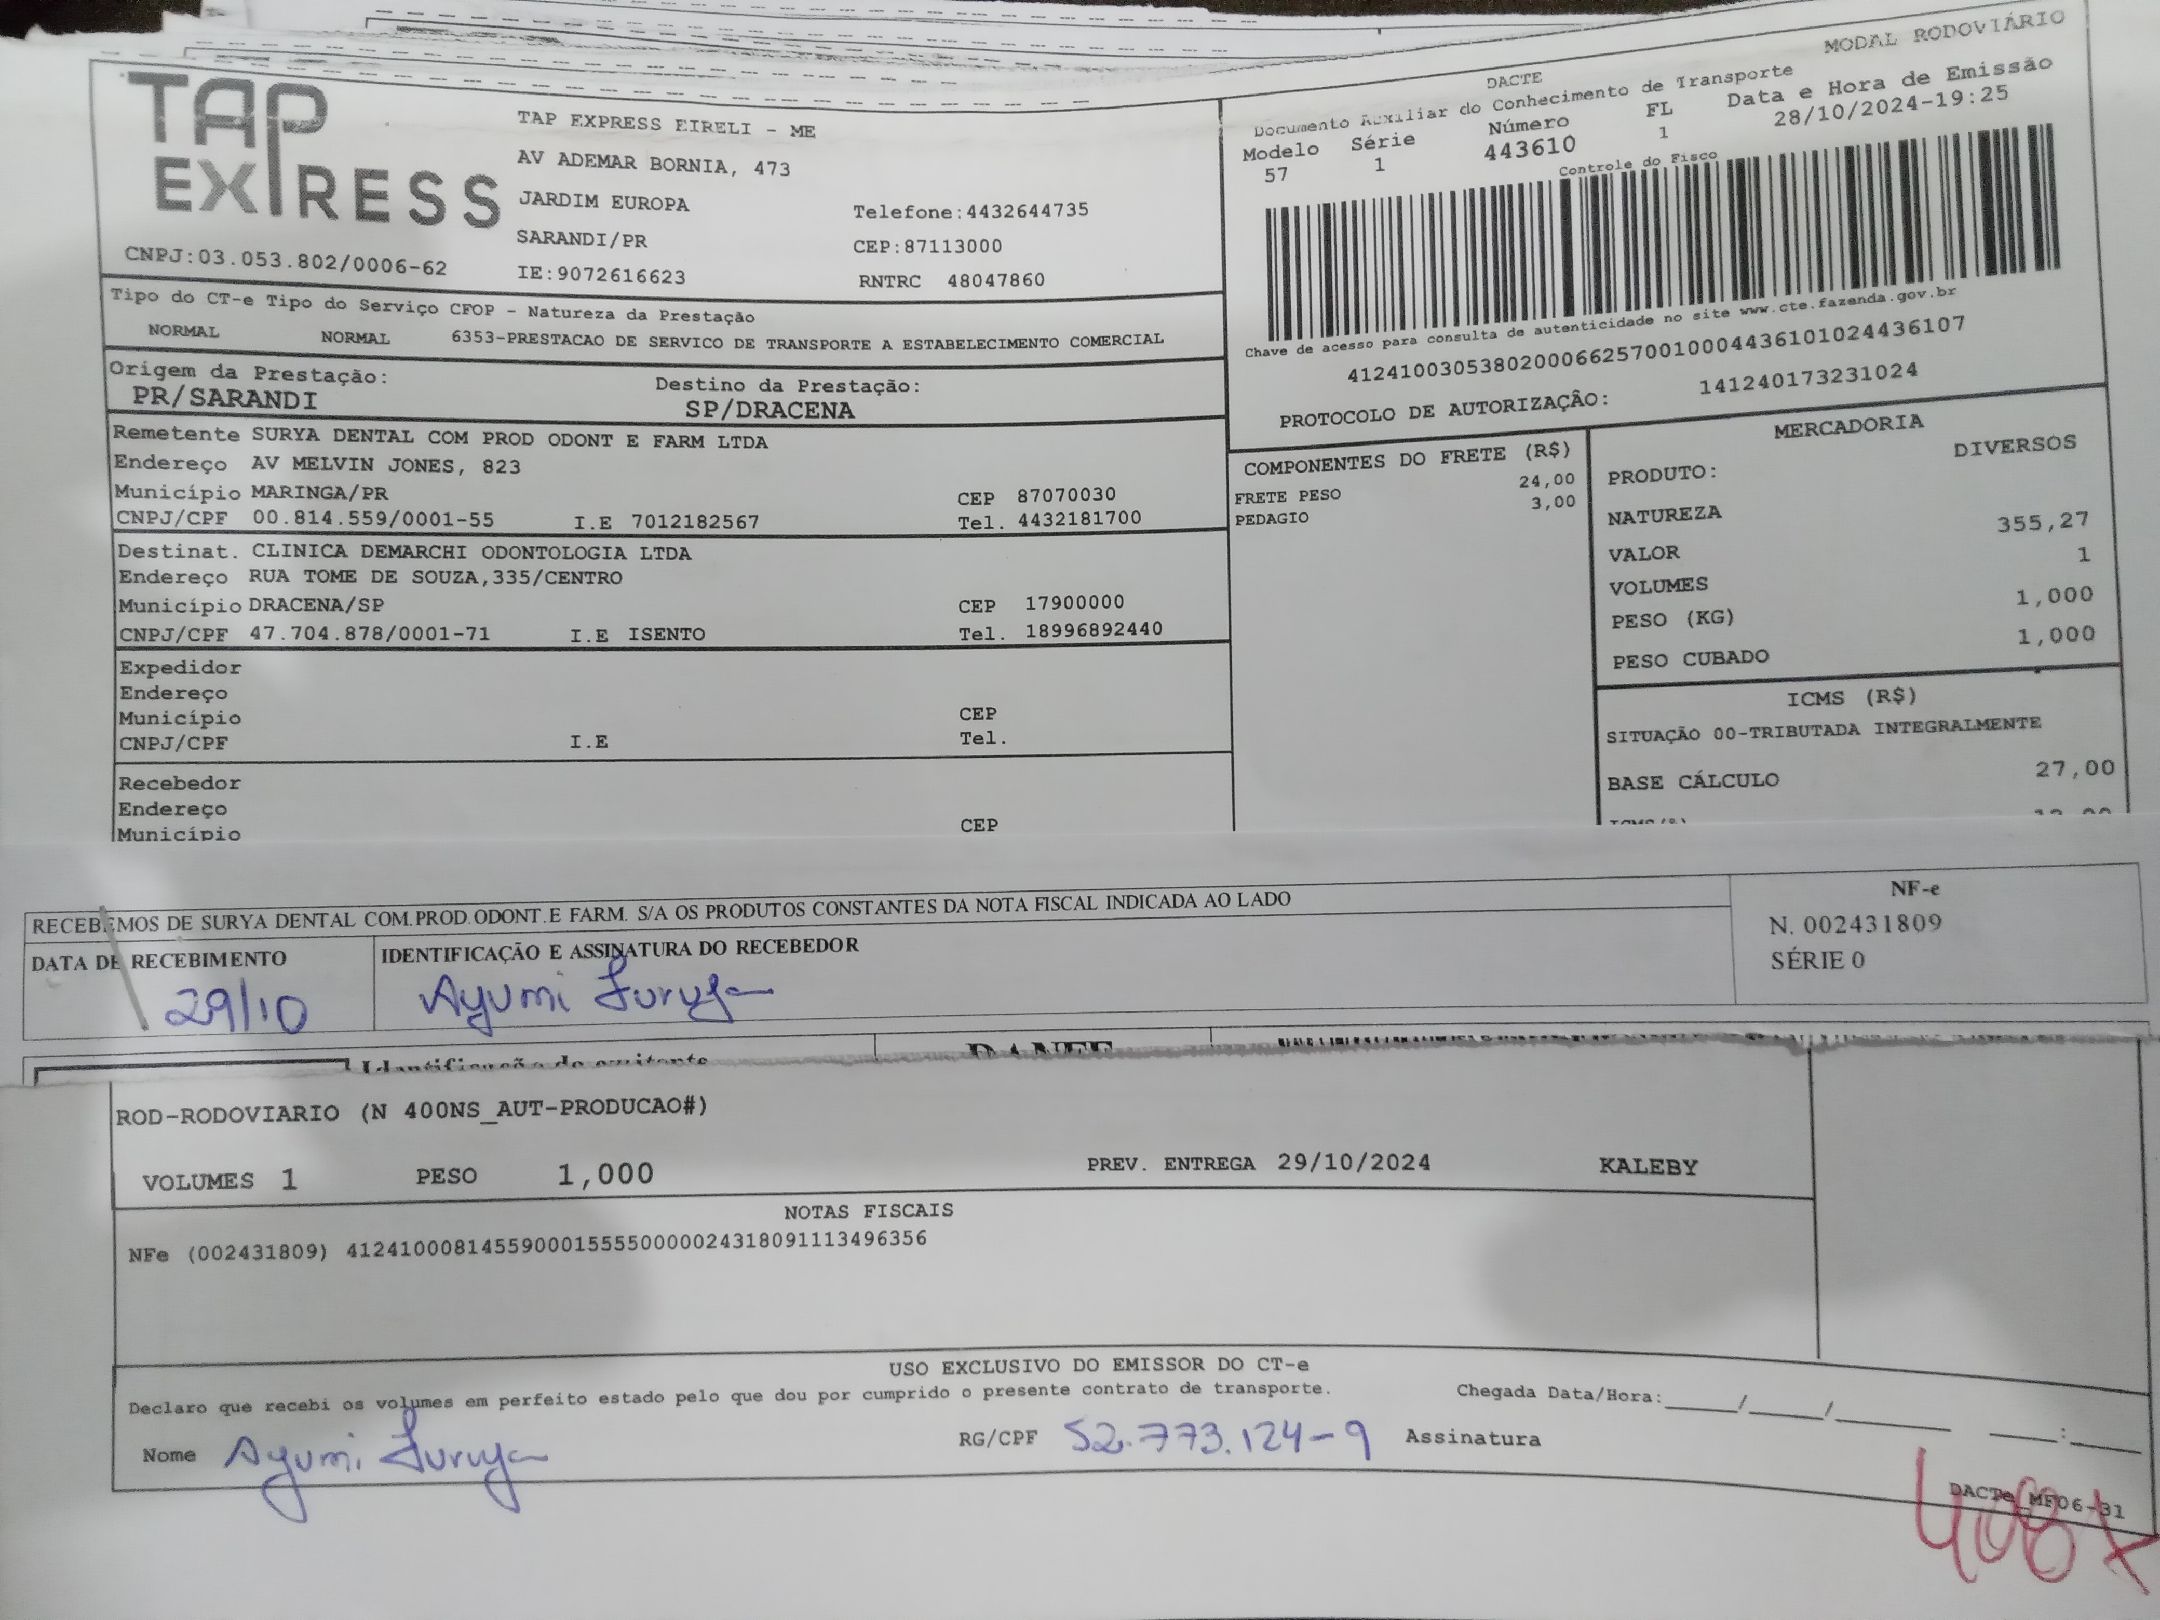 MODAL RODOVIÁRIO
TAP
EXPRESS
CNPJ:03.053.802/0006-62
TAP EXPRESS EIRELI - ME
AV ADEMAR BORNIA, 473
JARDIM EUROPA
SARANDI/PR
IE:9072616623
Telefone:4432644735
CEP:87113000
RNTRC 48047860
DACTE
Documento Auxiliar do Conhecimento de Transporte
Modelo Série Número FL Data e Hora de Emissão
57 1 443610 1 28/10/2024-19:25
Controle do Fisco
Chave de acesso para consulta de autenticidade no site www.cte.fazenda.gov.br
41241003053802000662570010004436101024436107
PROTOCOLO DE AUTORIZAÇÃO: 141240173231024
Tipo do CT-e Tipo do Serviço CFOP - Natureza da Prestação
NORMAL NORMAL 6353-PRESTACAO DE SERVICO DE TRANSPORTE A ESTABELECIMENTO COMERCIAL
Origem da Prestação: Destino da Prestação:
PR/SARANDI SP/DRACENA
Remetente SURYA DENTAL COM PROD ODONT E FARM LTDA
Endereço AV MELVIN JONES, 823
Município MARINGA/PR CEP 87070030
CNPJ/CPF 00.814.559/0001-55 I.E 7012182567 Tel. 4432181700
Destinat. CLINICA DEMARCHI ODONTOLOGIA LTDA
Endereço RUA TOME DE SOUZA,335/CENTRO
Município DRACENA/SP CEP 17900000
CNPJ/CPF 47.704.878/0001-71 I.E ISENTO Tel. 18996892440
Expedidor
Endereço
Município CEP
CNPJ/CPF I.E Tel.
Recebedor
Endereço
Município CEP
COMPONENTES DO FRETE (R$)
FRETE PESO 24,00
PEDAGIO 3,00
MERCADORIA
PRODUTO: DIVERSOS
NATUREZA
VALOR 355,27
VOLUMES 1
PESO (KG) 1,000
PESO CUBADO 1,000
ICMS (R$)
SITUAÇÃO 00-TRIBUTADA INTEGRALMENTE
BASE CÁLCULO 27,00
RECEBEMOS DE SURYA DENTAL COM.PROD.ODONT.E FARM. S/A OS PRODUTOS CONSTANTES DA NOTA FISCAL INDICADA AO LADO
DATA DE RECEBIMENTO IDENTIFICAÇÃO E ASSINATURA DO RECEBEDOR
29/10 Ayumi Furuya
NF-e
N. 002431809
SÉRIE 0
Identificação do emitente DANFE
ROD-RODOVIARIO (N 400NS_AUT-PRODUCAO#)
VOLUMES 1 PESO 1,000 PREV. ENTREGA 29/10/2024 KALEBY
NOTAS FISCAIS
NFe (002431809) 41241000814559000155550000024318091113496356
USO EXCLUSIVO DO EMISSOR DO CT-e
Declaro que recebi os volumes em perfeito estado pelo que dou por cumprido o presente contrato de transporte. Chegada Data/Hora:____/____/____ ____:____
Nome Ayumi Furuya RG/CPF 52.773.124-9 Assinatura
DACTe_MF06-31